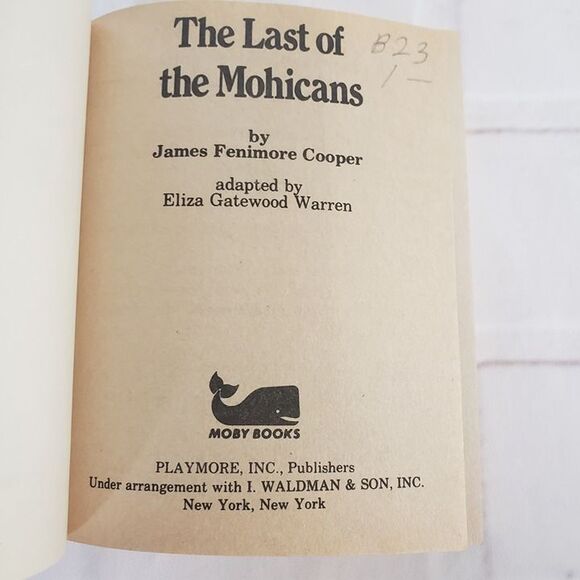 The Last of
the Mohicans
B23
1 —
by
James Fenimore Cooper
adapted by
Eliza Gatewood Warren
MOBY BOOKS
PLAYMORE, INC., Publishers
Under arrangement with I. WALDMAN & SON, INC.
New York, New York